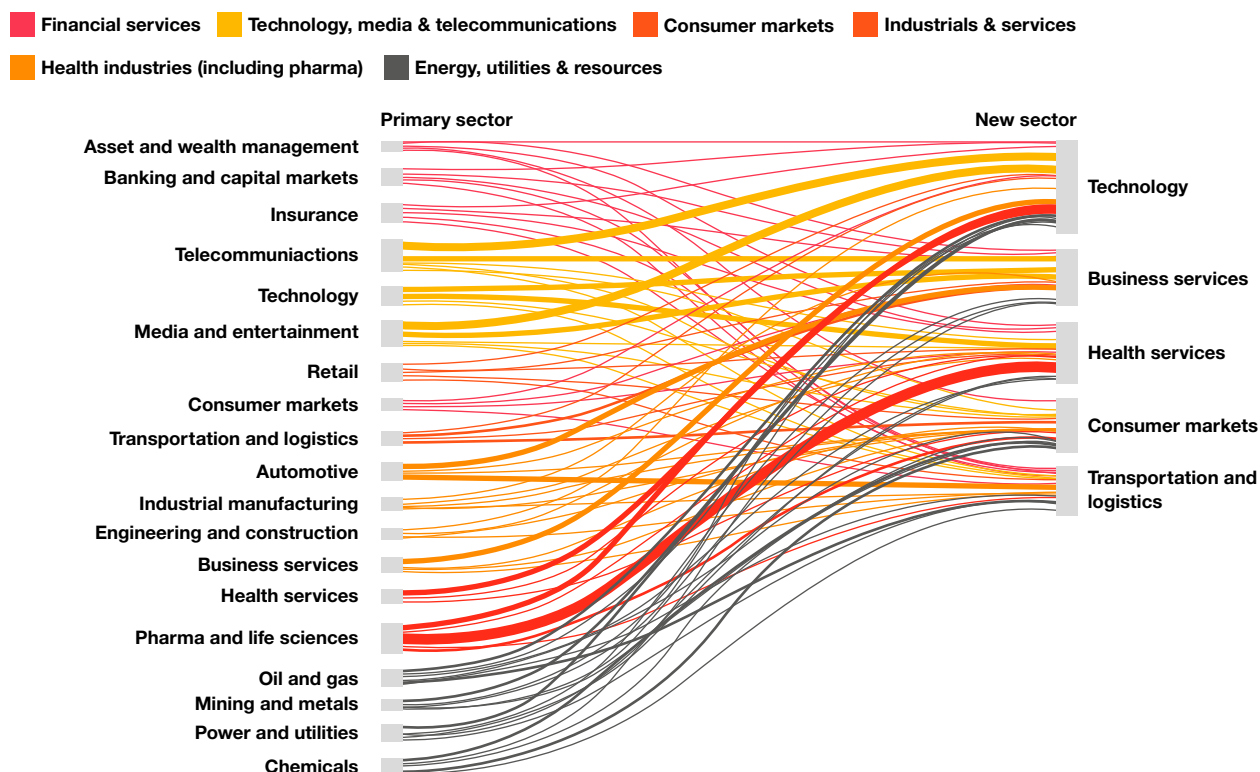 Financial services
Technology, media & telecommunications
Consumer markets
Industrials & services
Health industries (including pharma)
Energy, utilities & resources
Primary sector
New sector
Asset and wealth management
Banking and capital markets
Insurance
Telecommuniactions
Technology
Media and entertainment
Retail
Consumer markets
Transportation and logistics
Automotive
Industrial manufacturing
Engineering and construction
Business services
Health services
Pharma and life sciences
Oil and gas
Mining and metals
Power and utilities
Chemicals
Technology
Business services
Health services
Consumer markets
Transportation and
logistics